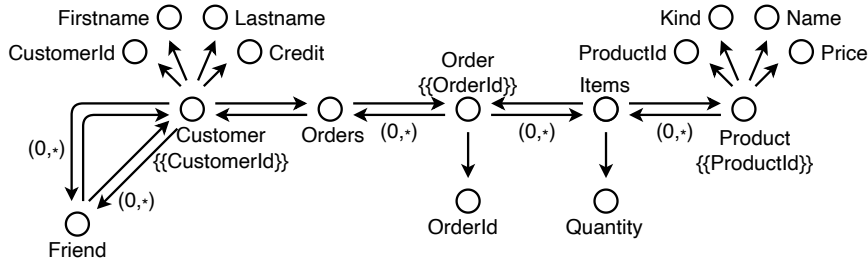 Firstname Lastname Kind Name
CustomerId Credit ProductId Price
Order
{{OrderId}} Items
(0,*) (0,*) (0,*)
Customer Orders Product
{{CustomerId}} {{ProductId}}
(0,*)
(0,*)
Friend OrderId Quantity